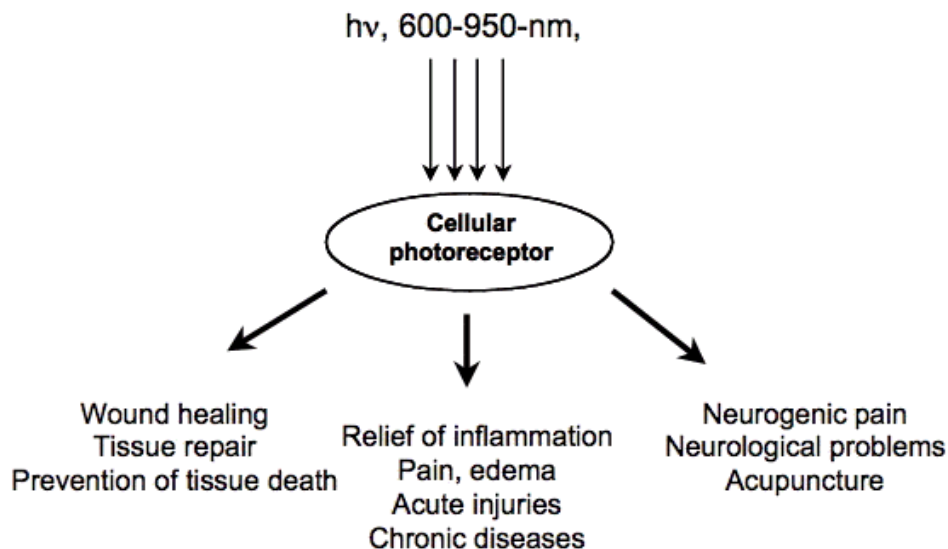 hν, 600-950-nm,
Cellular
photoreceptor
Wound healing
Tissue repair
Prevention of tissue death
Relief of inflammation
Pain, edema
Acute injuries
Chronic diseases
Neurogenic pain
Neurological problems
Acupuncture